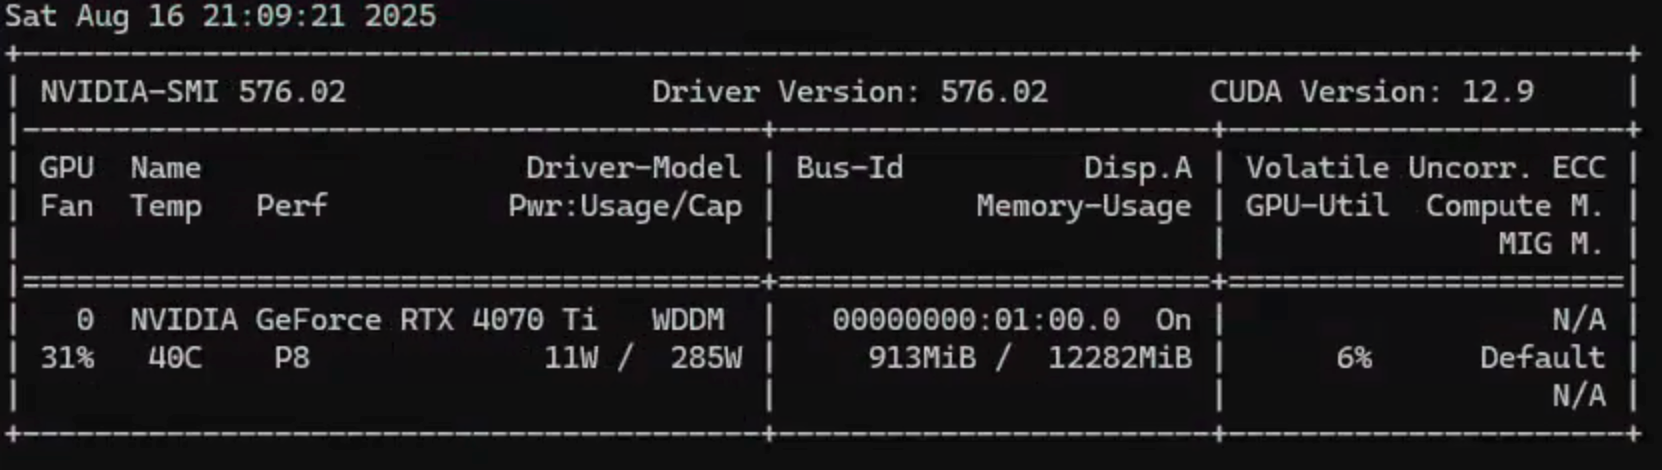 Sat Aug 16 21:09:21 2025
+-----------------------------------------------------------------------------------------+
| NVIDIA-SMI 576.02                 Driver Version: 576.02         CUDA Version: 12.9     |
|-----------------------------------------+------------------------+----------------------+
| GPU  Name                  Driver-Model | Bus-Id          Disp.A | Volatile Uncorr. ECC |
| Fan  Temp   Perf          Pwr:Usage/Cap |           Memory-Usage | GPU-Util  Compute M. |
|                                         |                        |               MIG M. |
|=========================================+========================+======================|
|   0  NVIDIA GeForce RTX 4070 Ti   WDDM  |   00000000:01:00.0  On |                  N/A |
| 31%   40C    P8             11W /  285W |     913MiB /  12282MiB |      6%      Default |
|                                         |                        |                  N/A |
+-----------------------------------------+------------------------+----------------------+